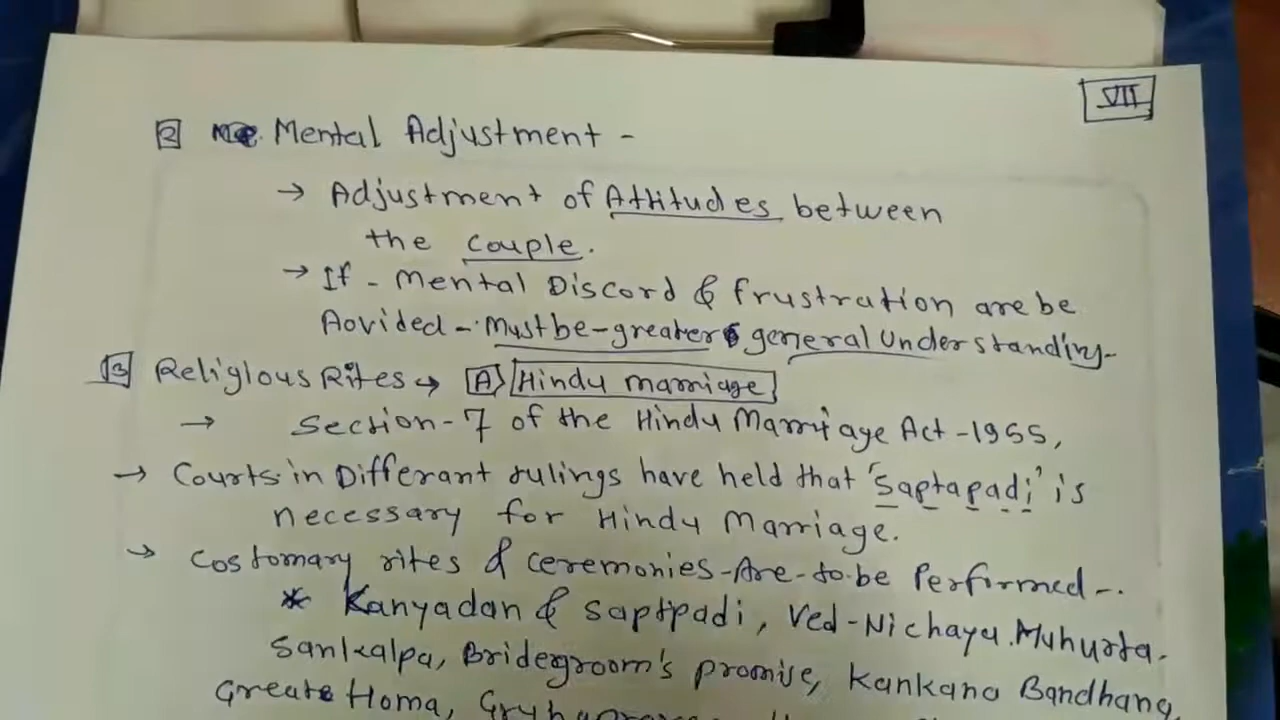 VII
2 Mental Adjustment -
→ Adjustment of Attitudes between
the couple.
→ If - Mental Discord & frustration are be
Aovided - Must be - greater & general Understanding -
3 Religious Rites → A Hindu marriage
→ Section - 7 of the Hindu Marriage Act - 1955,
→ Courts in Differant rulings have held that 'Saptapadi' is
necessary for Hindu Marriage.
→ Costomary rites & ceremonies - Are - to be Performed -.
* Kanyadan & Saptpadi, Ved - Nichaya. Muhurta.
Sankalpa, Bridegroom's promise, Kankana Bandhana,
Greate Homa,